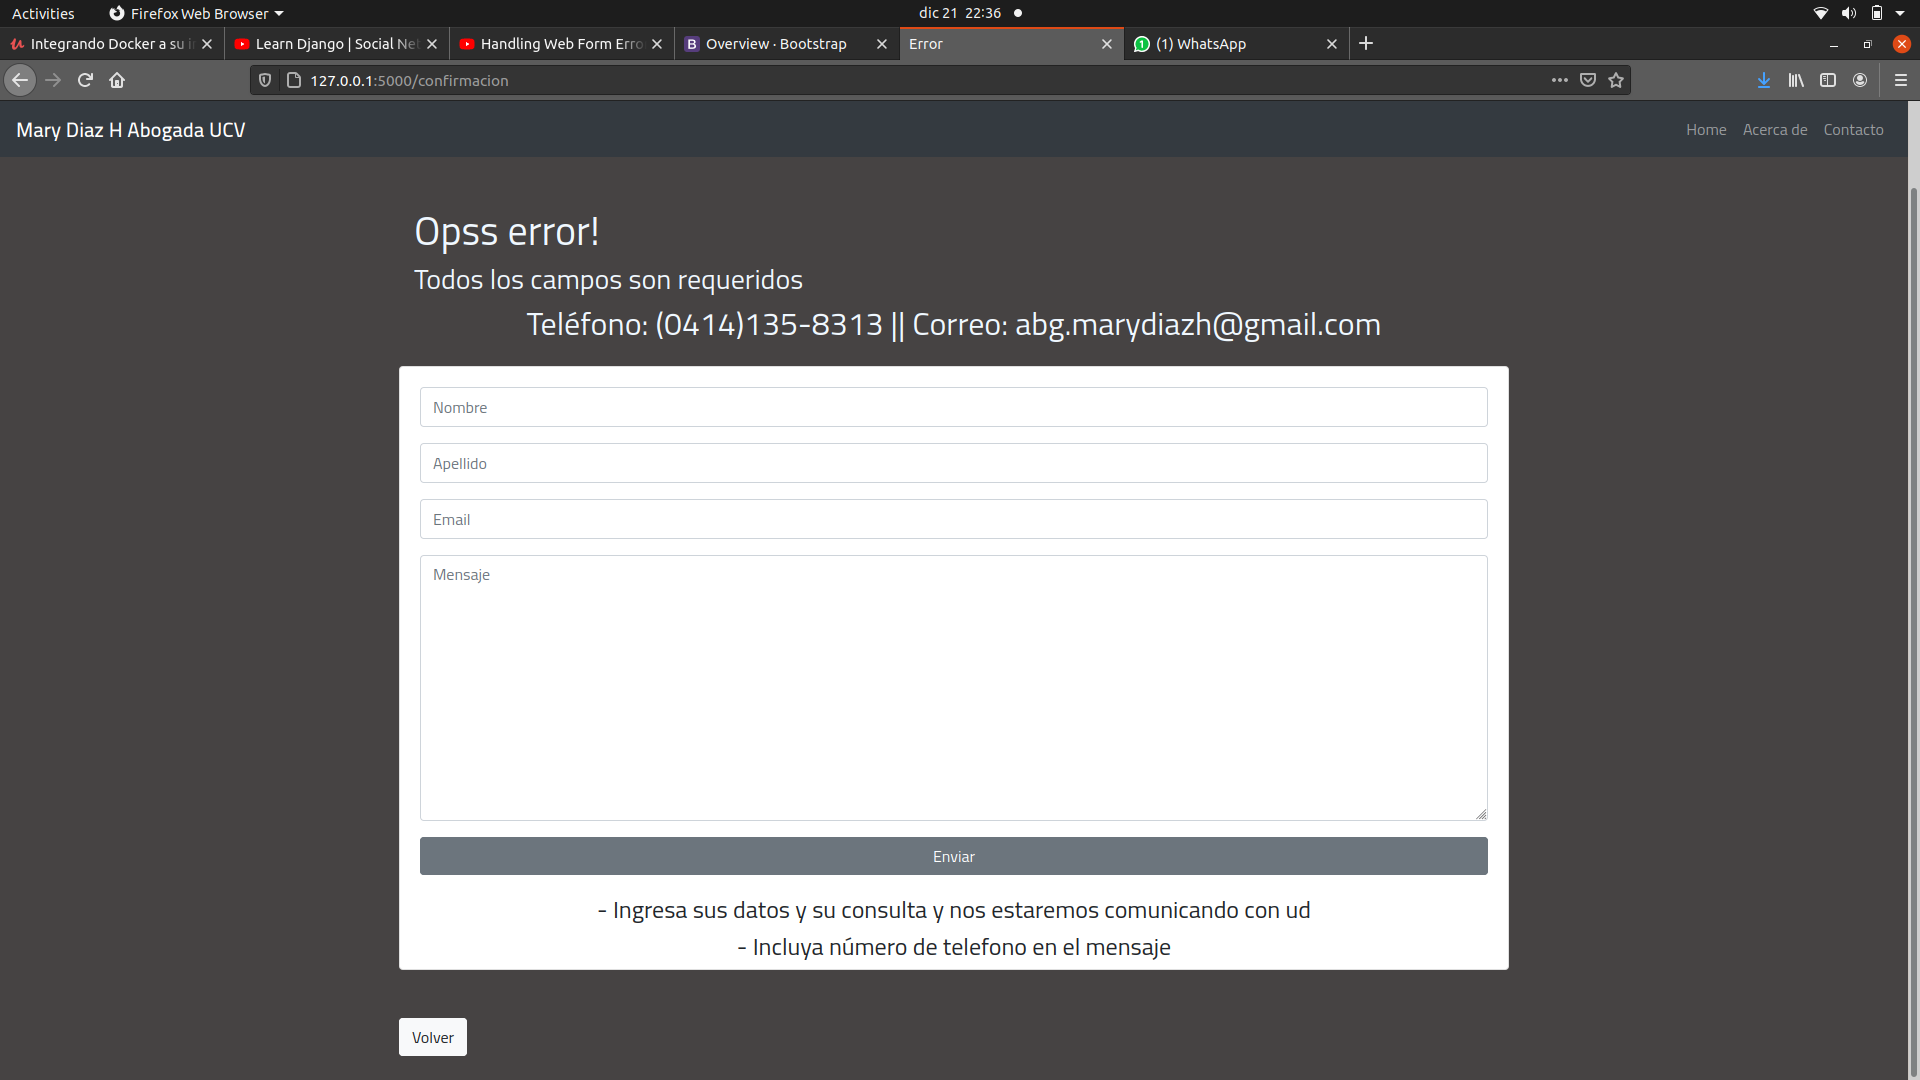 Activities
Firefox Web Browser
dic 21 22:36
Integrando Docker a su i
Learn Django | Social Net
Handling Web Form Erro
B Overview · Bootstrap
Error
1 (1) WhatsApp
127.0.0.1:5000/confirmacion
Mary Diaz H Abogada UCV
Home
Acerca de
Contacto
Opss error!
Todos los campos son requeridos
Teléfono: (0414)135-8313 || Correo: abg.marydiazh@gmail.com
Nombre
Apellido
Email
Mensaje
Enviar
- Ingresa sus datos y su consulta y nos estaremos comunicando con ud
- Incluya número de telefono en el mensaje
Volver